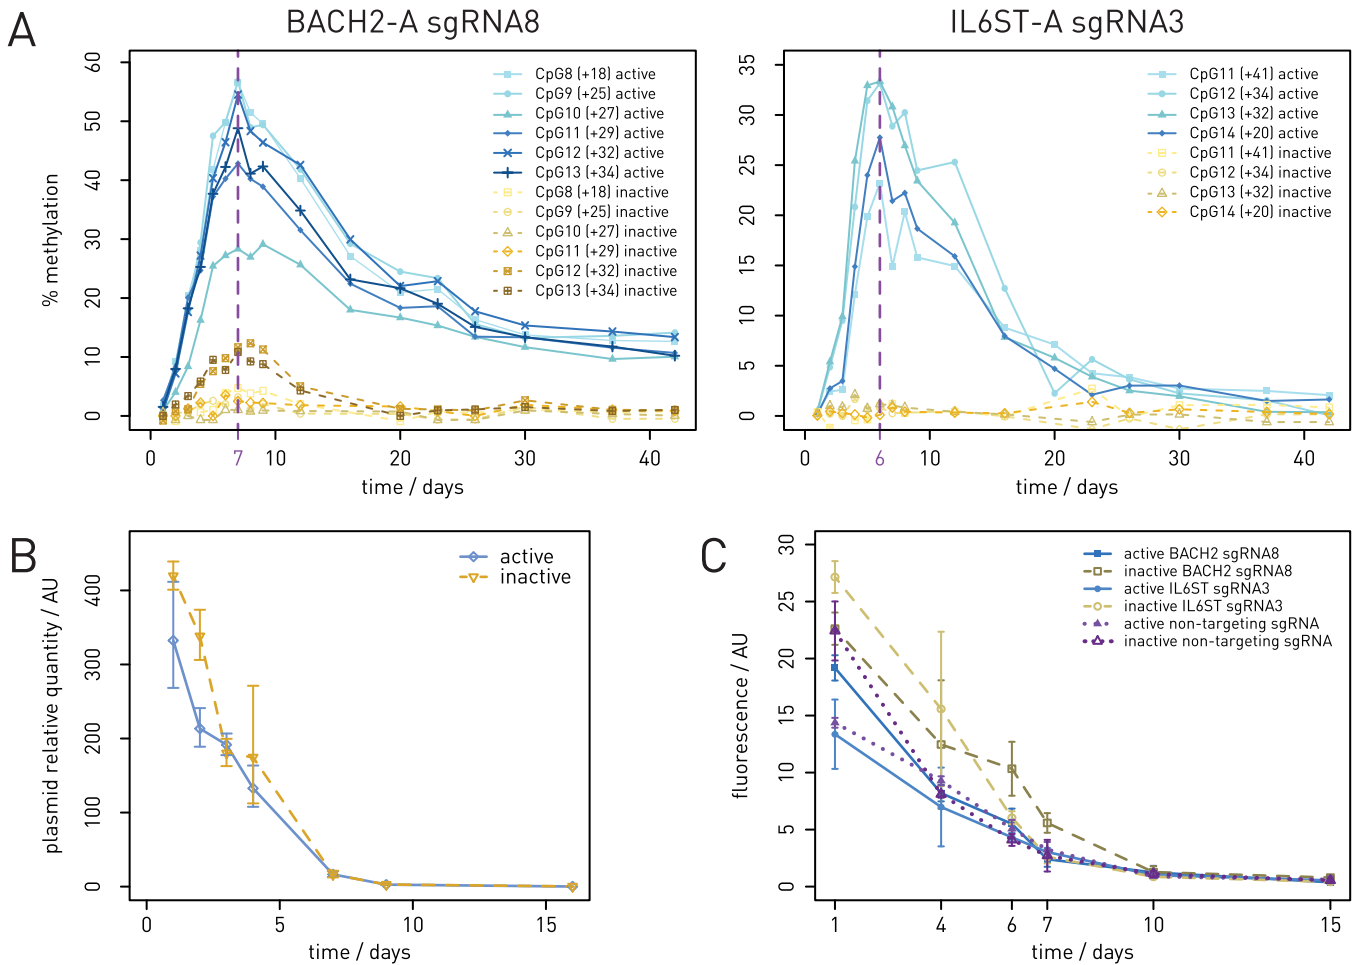 A
BACH2-A sgRNA8
% methylation
0
10
20
30
40
50
60
CpG8 (+18) active
CpG9 (+25) active
CpG10 (+27) active
CpG11 (+29) active
CpG12 (+32) active
CpG13 (+34) active
CpG8 (+18) inactive
CpG9 (+25) inactive
CpG10 (+27) inactive
CpG11 (+29) inactive
CpG12 (+32) inactive
CpG13 (+34) inactive
0 7 10 20 30 40
time / days
IL6ST-A sgRNA3
0
5
10
15
20
25
30
35
CpG11 (+41) active
CpG12 (+34) active
CpG13 (+32) active
CpG14 (+20) active
CpG11 (+41) inactive
CpG12 (+34) inactive
CpG13 (+32) inactive
CpG14 (+20) inactive
0 6 10 20 30 40
time / days
B
plasmid relative quantity / AU
0
100
200
300
400
active
inactive
0 5 10 15
time / days
C
fluorescence / AU
0
5
10
15
20
25
30
active BACH2 sgRNA8
inactive BACH2 sgRNA8
active IL6ST sgRNA3
inactive IL6ST sgRNA3
active non-targeting sgRNA
inactive non-targeting sgRNA
1 4 6 7 10 15
time / days